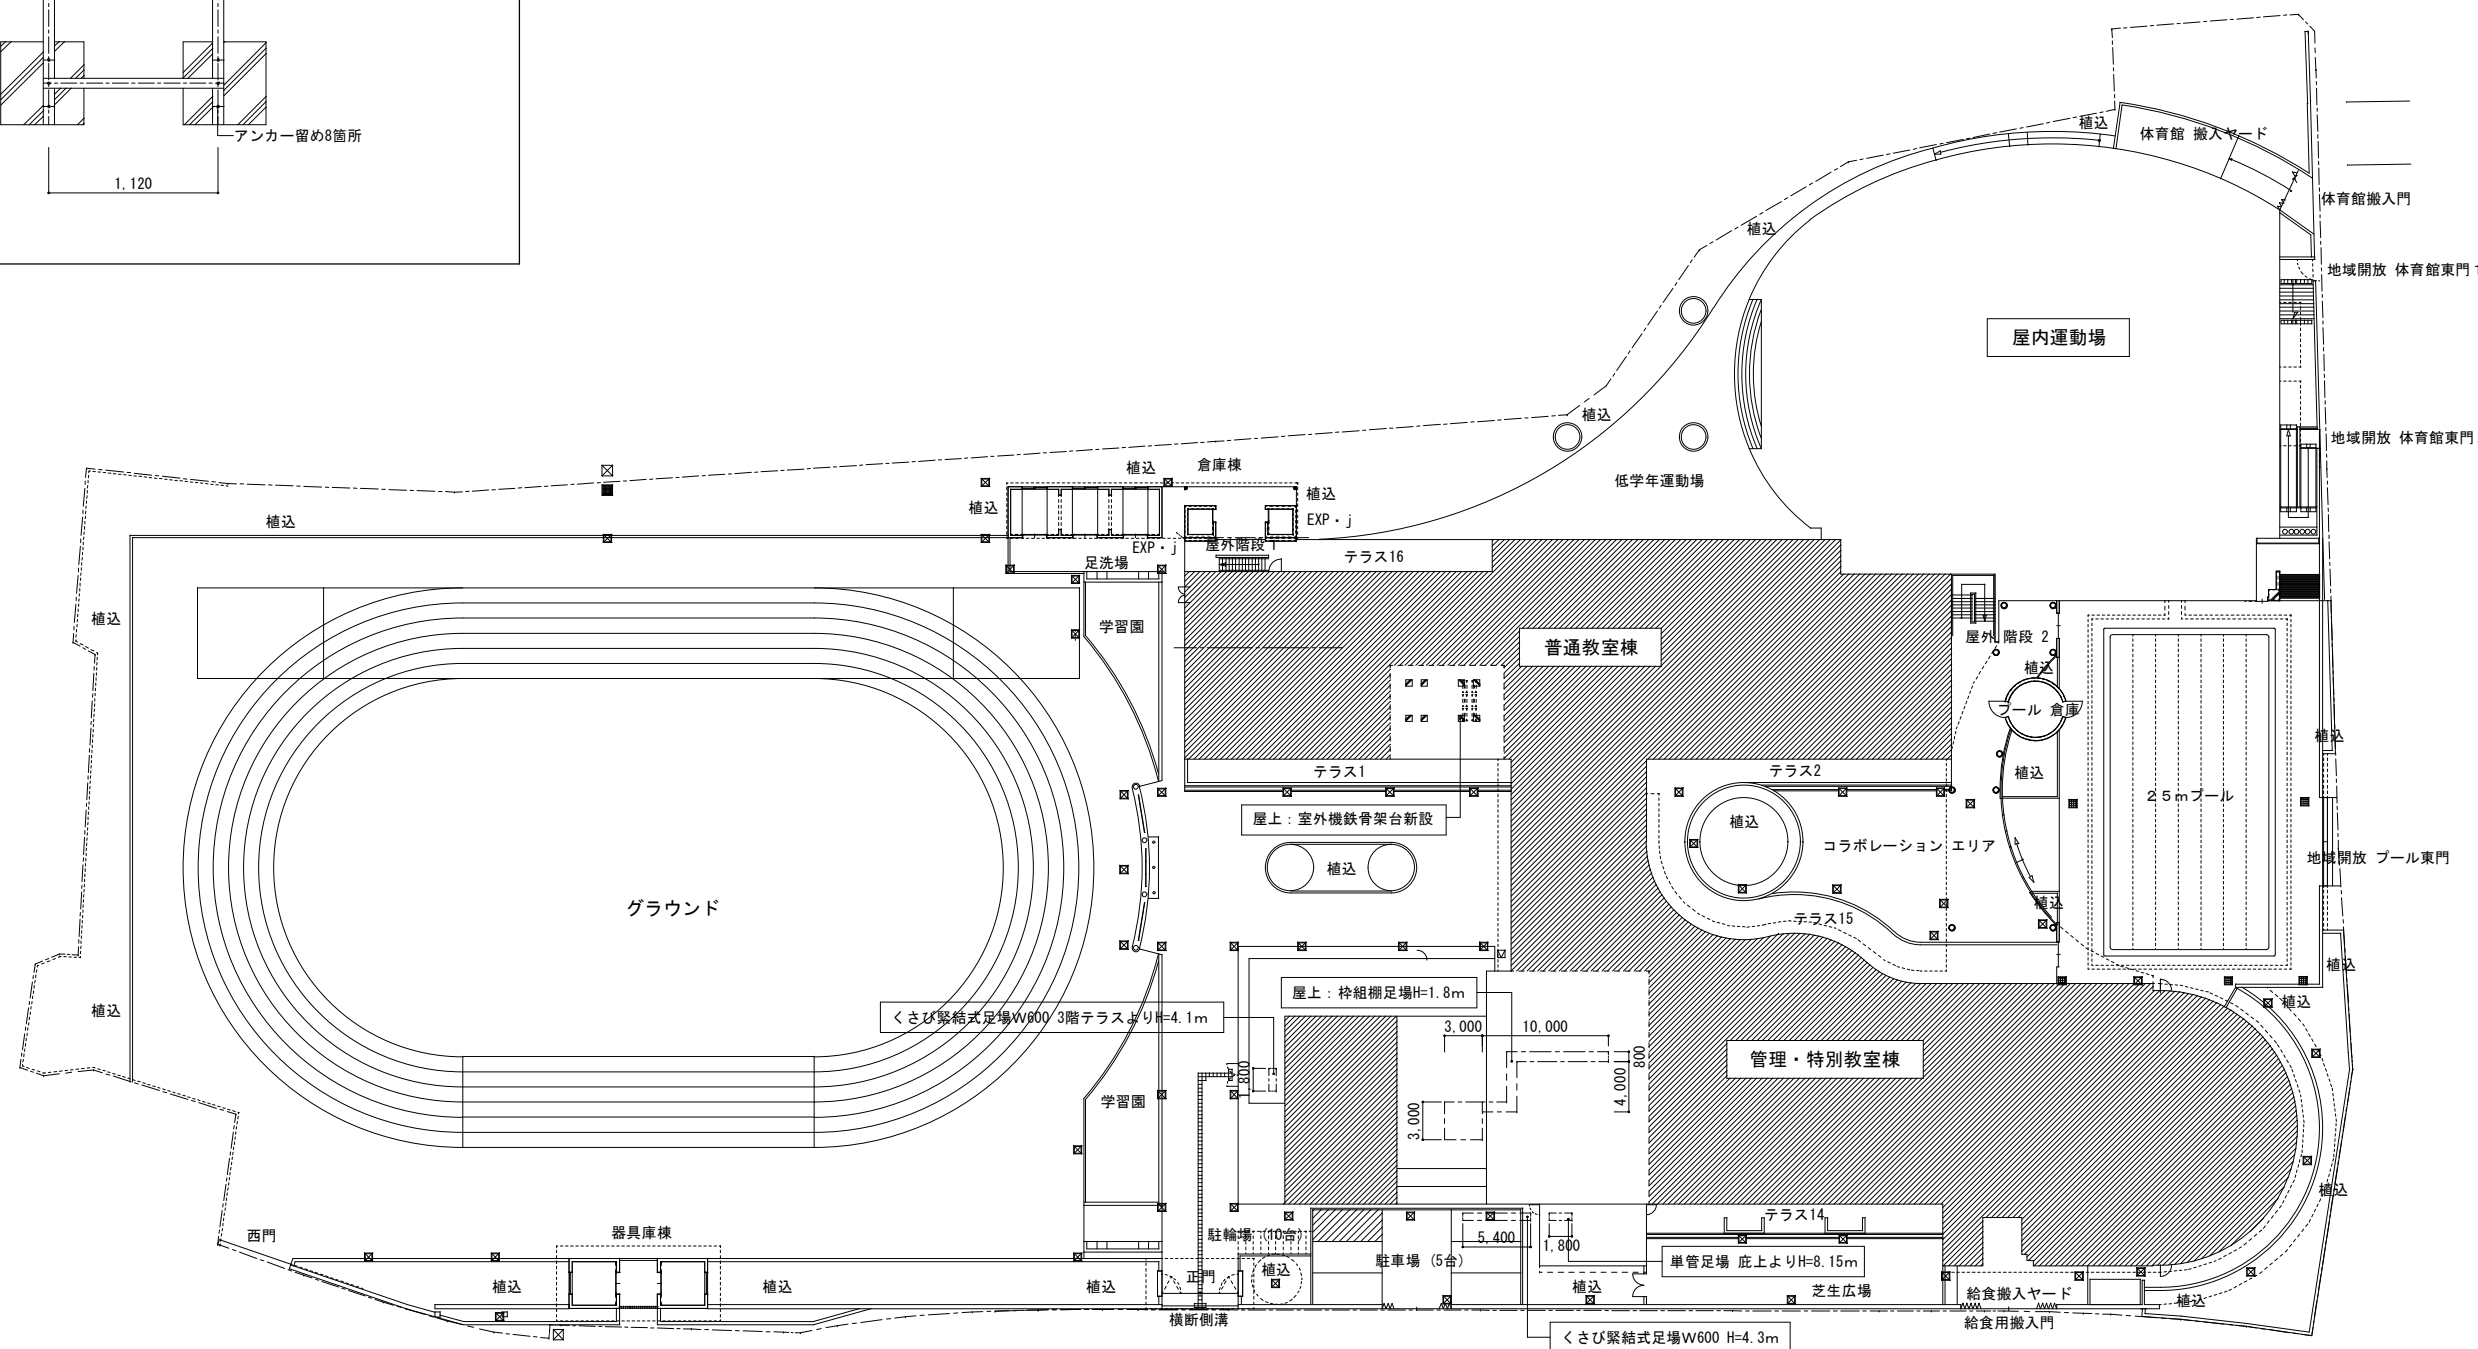 アンカー留め8箇所
1,120
植込
体育館 搬入ヤード
体育館搬入門
植込
地域開放 体育館東門1
屋内運動場
植込
地域開放 体育館東門
植込
倉庫棟
低学年運動場
植込
植込
植込
EXP・j
EXP・j
屋外階段 1
テラス16
足洗場
植込
学習園
普通教室棟
屋外 階段 2
植込
プール 倉庫
植込
テラス1
テラス2
植込
25mプール
屋上：室外機鉄骨架台新設
植込
コラボレーション エリア
地域開放 プール東門
植込
グラウンド
植込
テラス15
植込
屋上：枠組棚足場H=1.8m
植込
植込
くさび緊結式足場W600 3階テラスよりH=4.1m
3,000
10,000
800
管理・特別教室棟
1,800
4,000
学習園
3,000
植込
西門
器具庫棟
駐輪場 (10台)
5,400
1,800
テラス14
駐車場 (5台)
単管足場 庇上よりH=8.15m
植込
植込
植込
正門
植込
植込
芝生広場
給食搬入ヤード
植込
横断側溝
給食用搬入門
くさび緊結式足場W600 H=4.3m